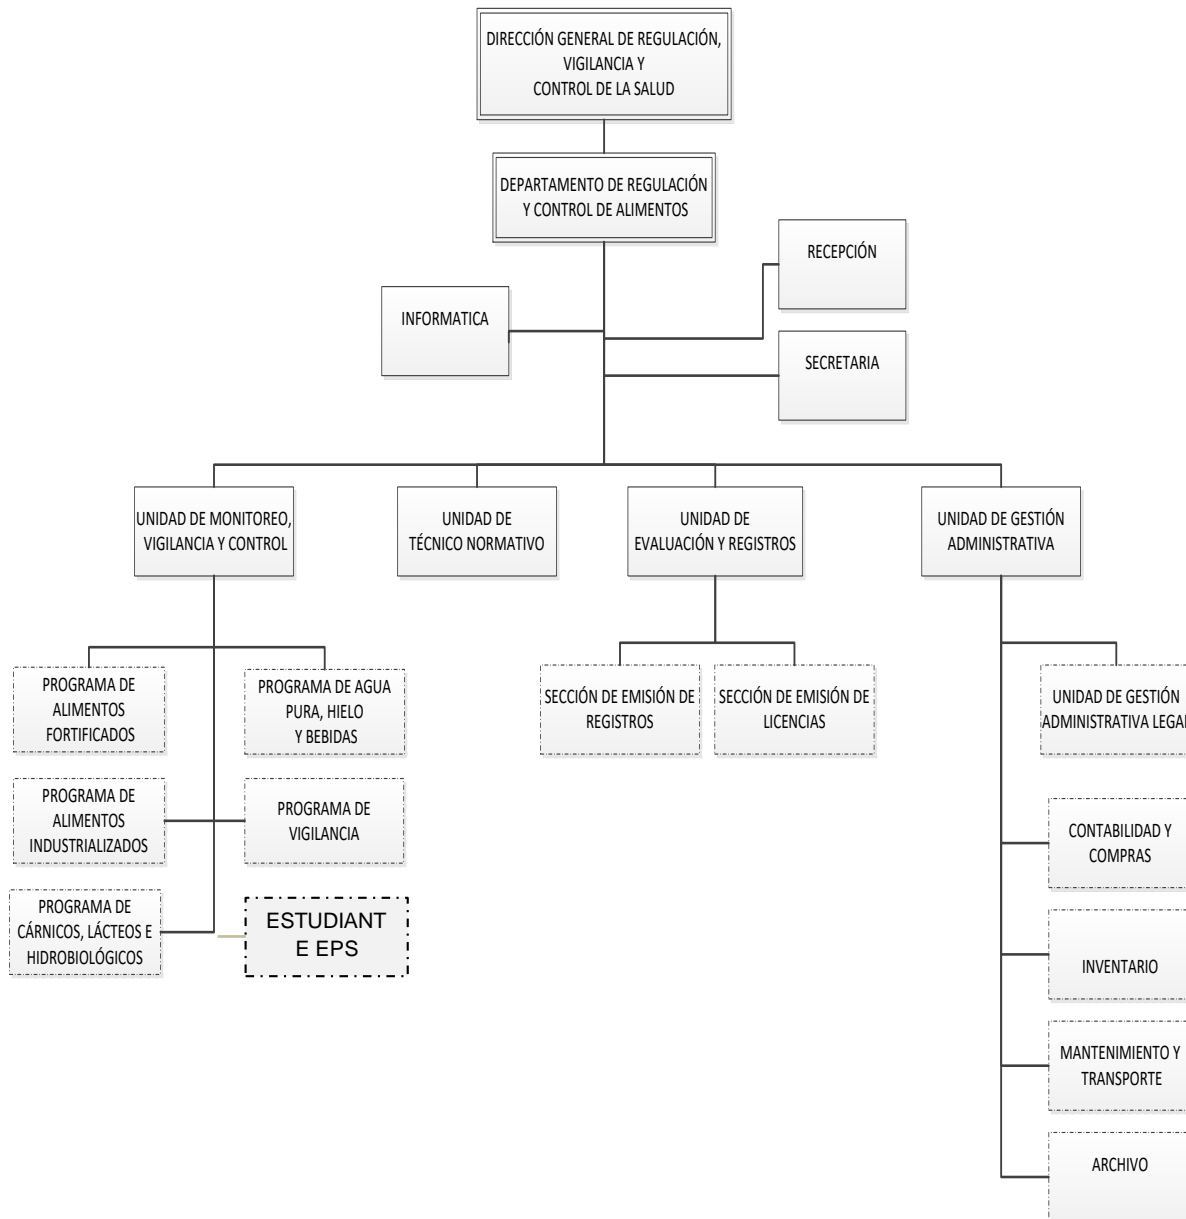 DIRECCIÓN GENERAL DE REGULACIÓN,
VIGILANCIA Y
CONTROL DE LA SALUD
DEPARTAMENTO DE REGULACIÓN
Y CONTROL DE ALIMENTOS
RECEPCIÓN
INFORMATICA
SECRETARIA
UNIDAD DE MONITOREO,
VIGILANCIA Y CONTROL
UNIDAD DE
TÉCNICO NORMATIVO
UNIDAD DE
EVALUACIÓN Y REGISTROS
UNIDAD DE GESTIÓN
ADMINISTRATIVA
PROGRAMA DE
ALIMENTOS
FORTIFICADOS
PROGRAMA DE AGUA
PURA, HIELO
Y BEBIDAS
SECCIÓN DE EMISIÓN DE
REGISTROS
SECCIÓN DE EMISIÓN DE
LICENCIAS
UNIDAD DE GESTIÓN
ADMINISTRATIVA LEGAL
PROGRAMA DE
ALIMENTOS
INDUSTRIALIZADOS
PROGRAMA DE
VIGILANCIA
CONTABILIDAD Y
COMPRAS
PROGRAMA DE
CÁRNICOS, LÁCTEOS E
HIDROBIOLÓGICOS
ESTUDIANT
E EPS
INVENTARIO
MANTENIMIENTO Y
TRANSPORTE
ARCHIVO